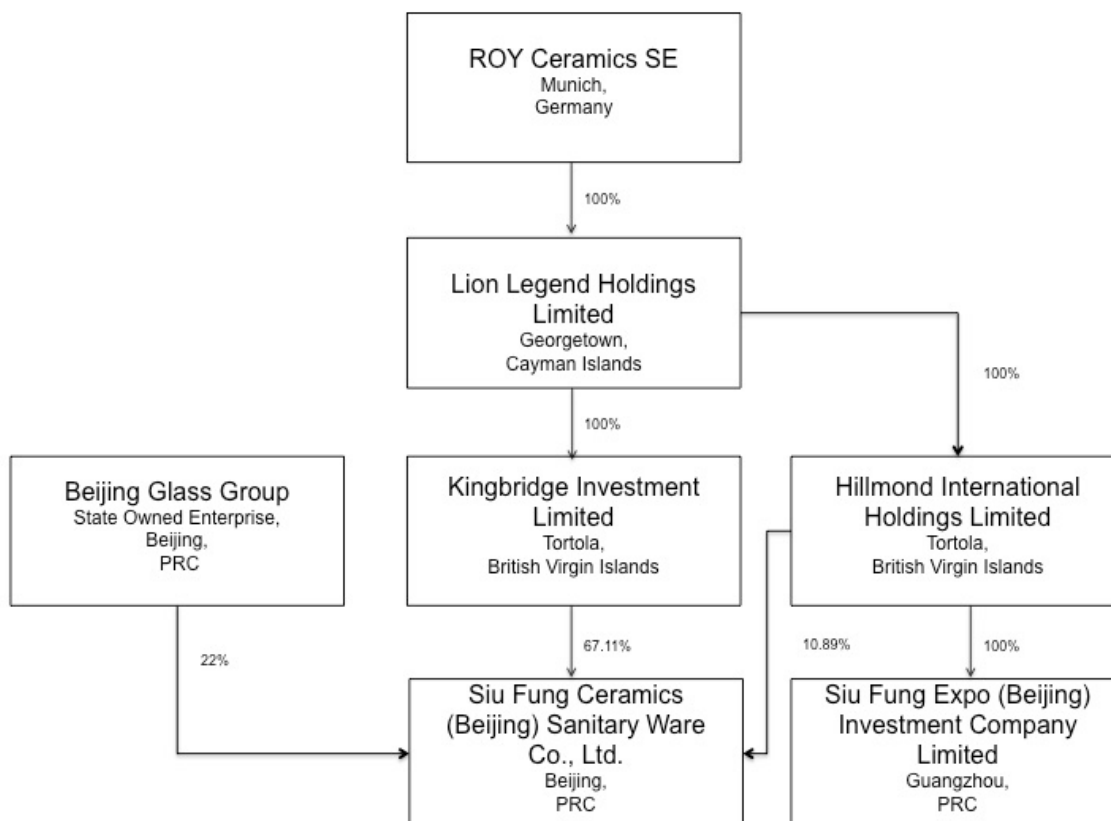 ROY Ceramics SE
Munich,
Germany
100%
Lion Legend Holdings
Limited
Georgetown,
Cayman Islands
100%
100%
Beijing Glass Group
State Owned Enterprise,
Beijing,
PRC
Kingbridge Investment
Limited
Tortola,
British Virgin Islands
Hillmond International
Holdings Limited
Tortola,
British Virgin Islands
22%
67.11%
10.89%
100%
Siu Fung Ceramics
(Beijing) Sanitary Ware
Co., Ltd.
Beijing,
PRC
Siu Fung Expo (Beijing)
Investment Company
Limited
Guangzhou,
PRC